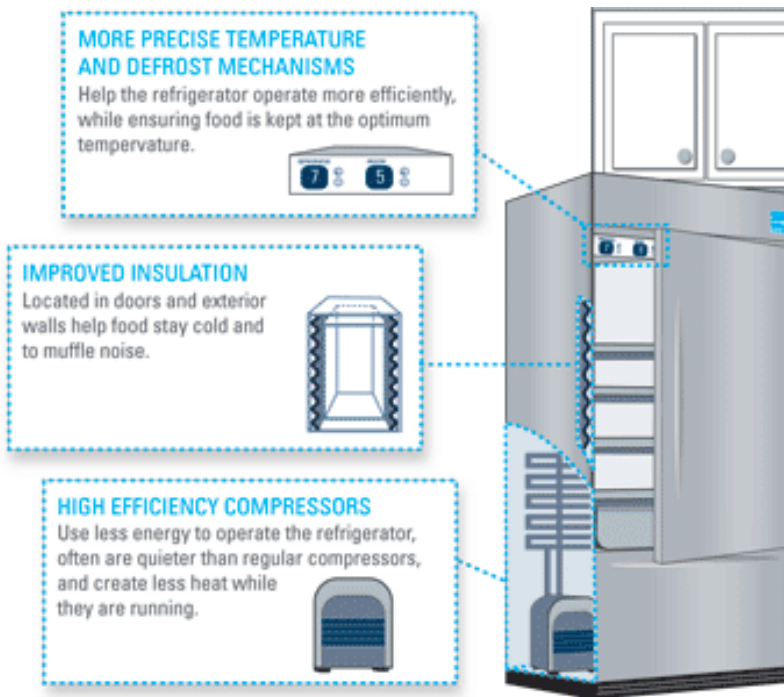 MORE PRECISE TEMPERATURE
AND DEFROST MECHANISMS
Help the refrigerator operate more efficiently,
while ensuring food is kept at the optimum
tempervature.
7 5
IMPROVED INSULATION
Located in doors and exterior
walls help food stay cold and
to muffle noise.
HIGH EFFICIENCY COMPRESSORS
Use less energy to operate the refrigerator,
often are quieter than regular compressors,
and create less heat while
they are running.